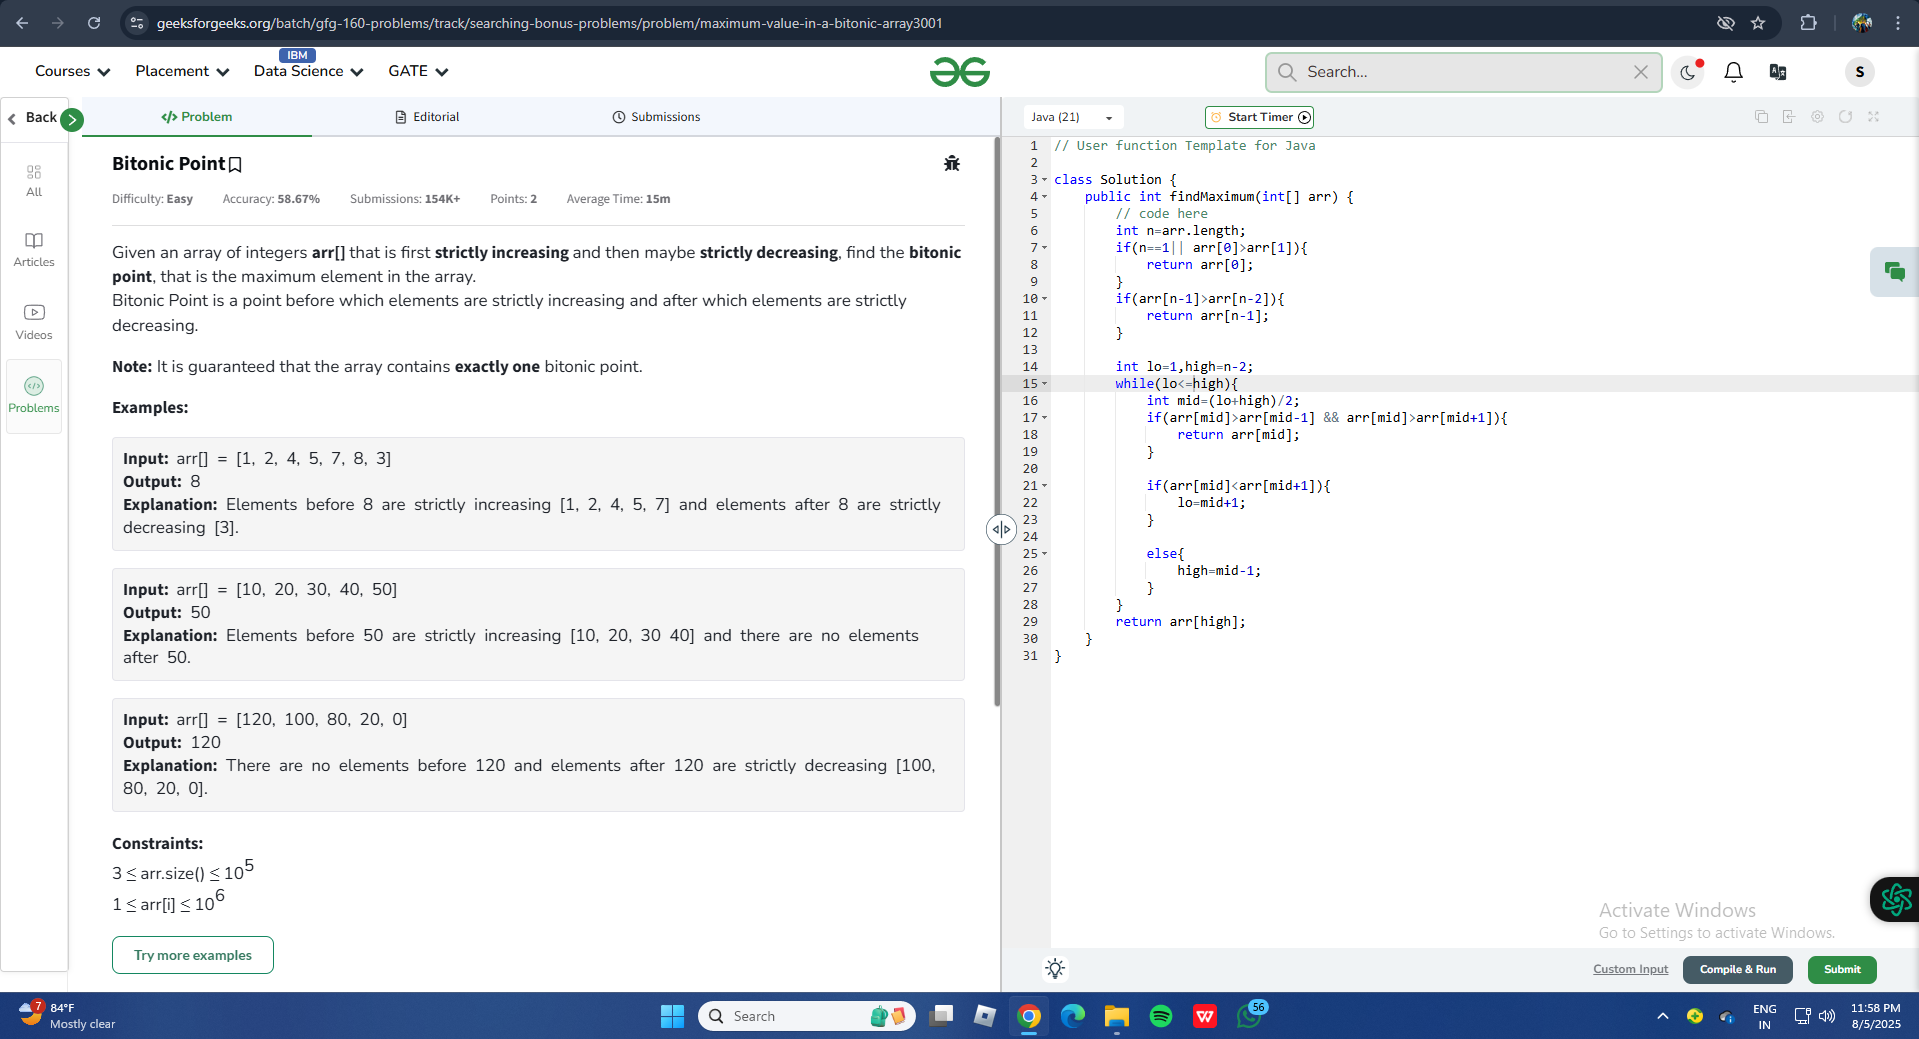 geeksforgeeks.org/batch/gfg-160-problems/track/searching-bonus-problems/problem/maximum-value-in-a-bitonic-array3001
Courses
Placement
IBM
Data Science
GATE
Search...
S
Back
Problem
Editorial
Submissions
All
Articles
Videos
Problems
Bitonic Point
Difficulty: Easy Accuracy: 58.67% Submissions: 154K+ Points: 2 Average Time: 15m
Given an array of integers arr[] that is first strictly increasing and then maybe strictly decreasing, find the bitonic
point, that is the maximum element in the array.
Bitonic Point is a point before which elements are strictly increasing and after which elements are strictly
decreasing.
Note: It is guaranteed that the array contains exactly one bitonic point.
Examples:
Input: arr[] = [1, 2, 4, 5, 7, 8, 3]
Output: 8
Explanation: Elements before 8 are strictly increasing [1, 2, 4, 5, 7] and elements after 8 are strictly
decreasing [3].
Input: arr[] = [10, 20, 30, 40, 50]
Output: 50
Explanation: Elements before 50 are strictly increasing [10, 20, 30 40] and there are no elements
after 50.
Input: arr[] = [120, 100, 80, 20, 0]
Output: 120
Explanation: There are no elements before 120 and elements after 120 are strictly decreasing [100,
80, 20, 0].
Constraints:
3 ≤ arr.size() ≤ 10^5
1 ≤ arr[i] ≤ 10^6
Try more examples
Java (21)
Start Timer
1 // User function Template for Java
2
3 class Solution {
4 public int findMaximum(int[] arr) {
5 // code here
6 int n=arr.length;
7 if(n==1|| arr[0]>arr[1]){
8 return arr[0];
9 }
10 if(arr[n-1]>arr[n-2]){
11 return arr[n-1];
12 }
13
14 int lo=1,high=n-2;
15 while(lo<=high){
16 int mid=(lo+high)/2;
17 if(arr[mid]>arr[mid-1] && arr[mid]>arr[mid+1]){
18 return arr[mid];
19 }
20
21 if(arr[mid]<arr[mid+1]){
22 lo=mid+1;
23 }
24
25 else{
26 high=mid-1;
27 }
28 }
29 return arr[high];
30 }
31 }
Activate Windows
Go to Settings to activate Windows.
Custom Input
Compile & Run
Submit
7
84°F
Mostly clear
Search
W
56
ENG
IN
11:58 PM
8/5/2025